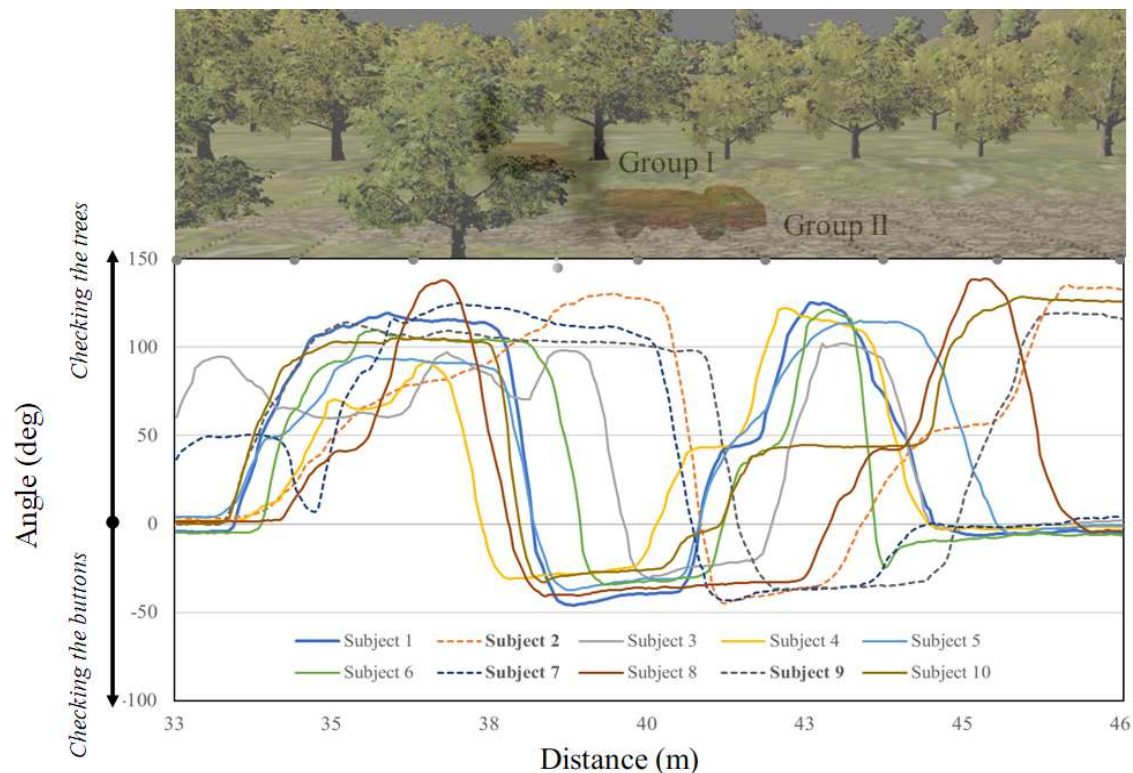 Group I
Group II
Checking the trees
Checking the buttons
Angle (deg)
150
100
50
0
-50
-100
Subject 1 Subject 2 Subject 3 Subject 4 Subject 5
Subject 6 Subject 7 Subject 8 Subject 9 Subject 10
33 35 38 40 43 45 46
Distance (m)